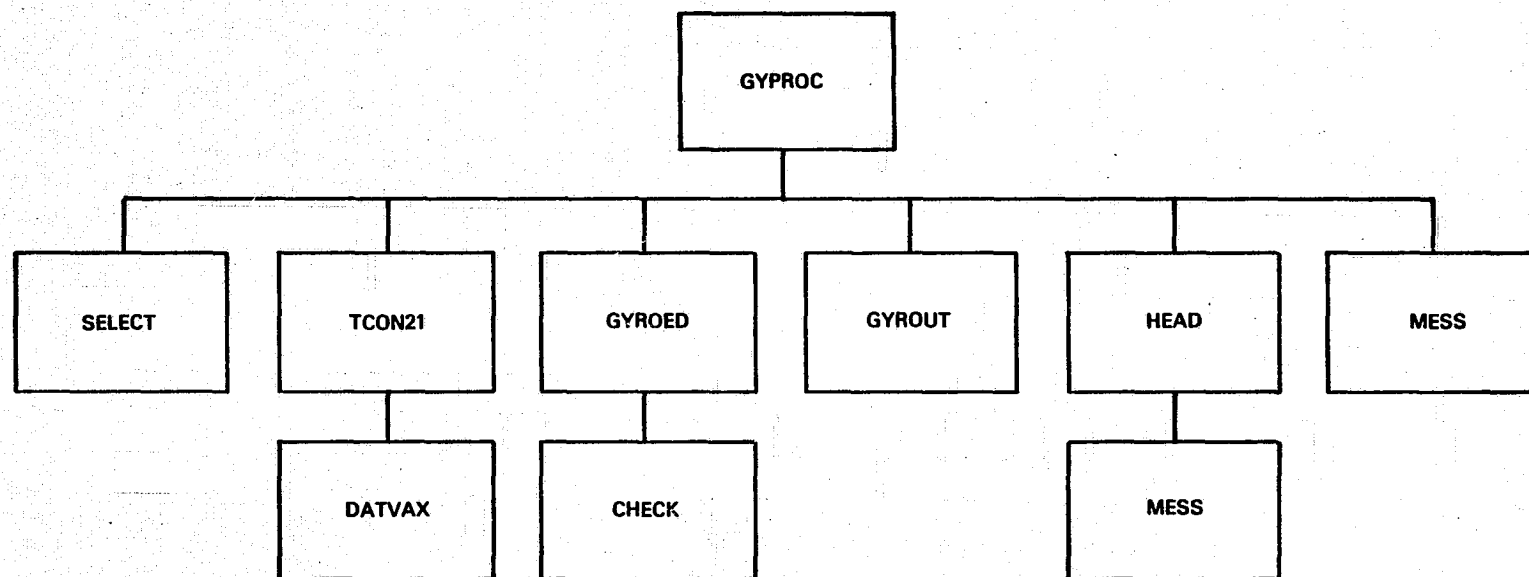 GYPROC
SELECT
TCON21
GYROED
GYROUT
HEAD
MESS
DATVAX
CHECK
MESS